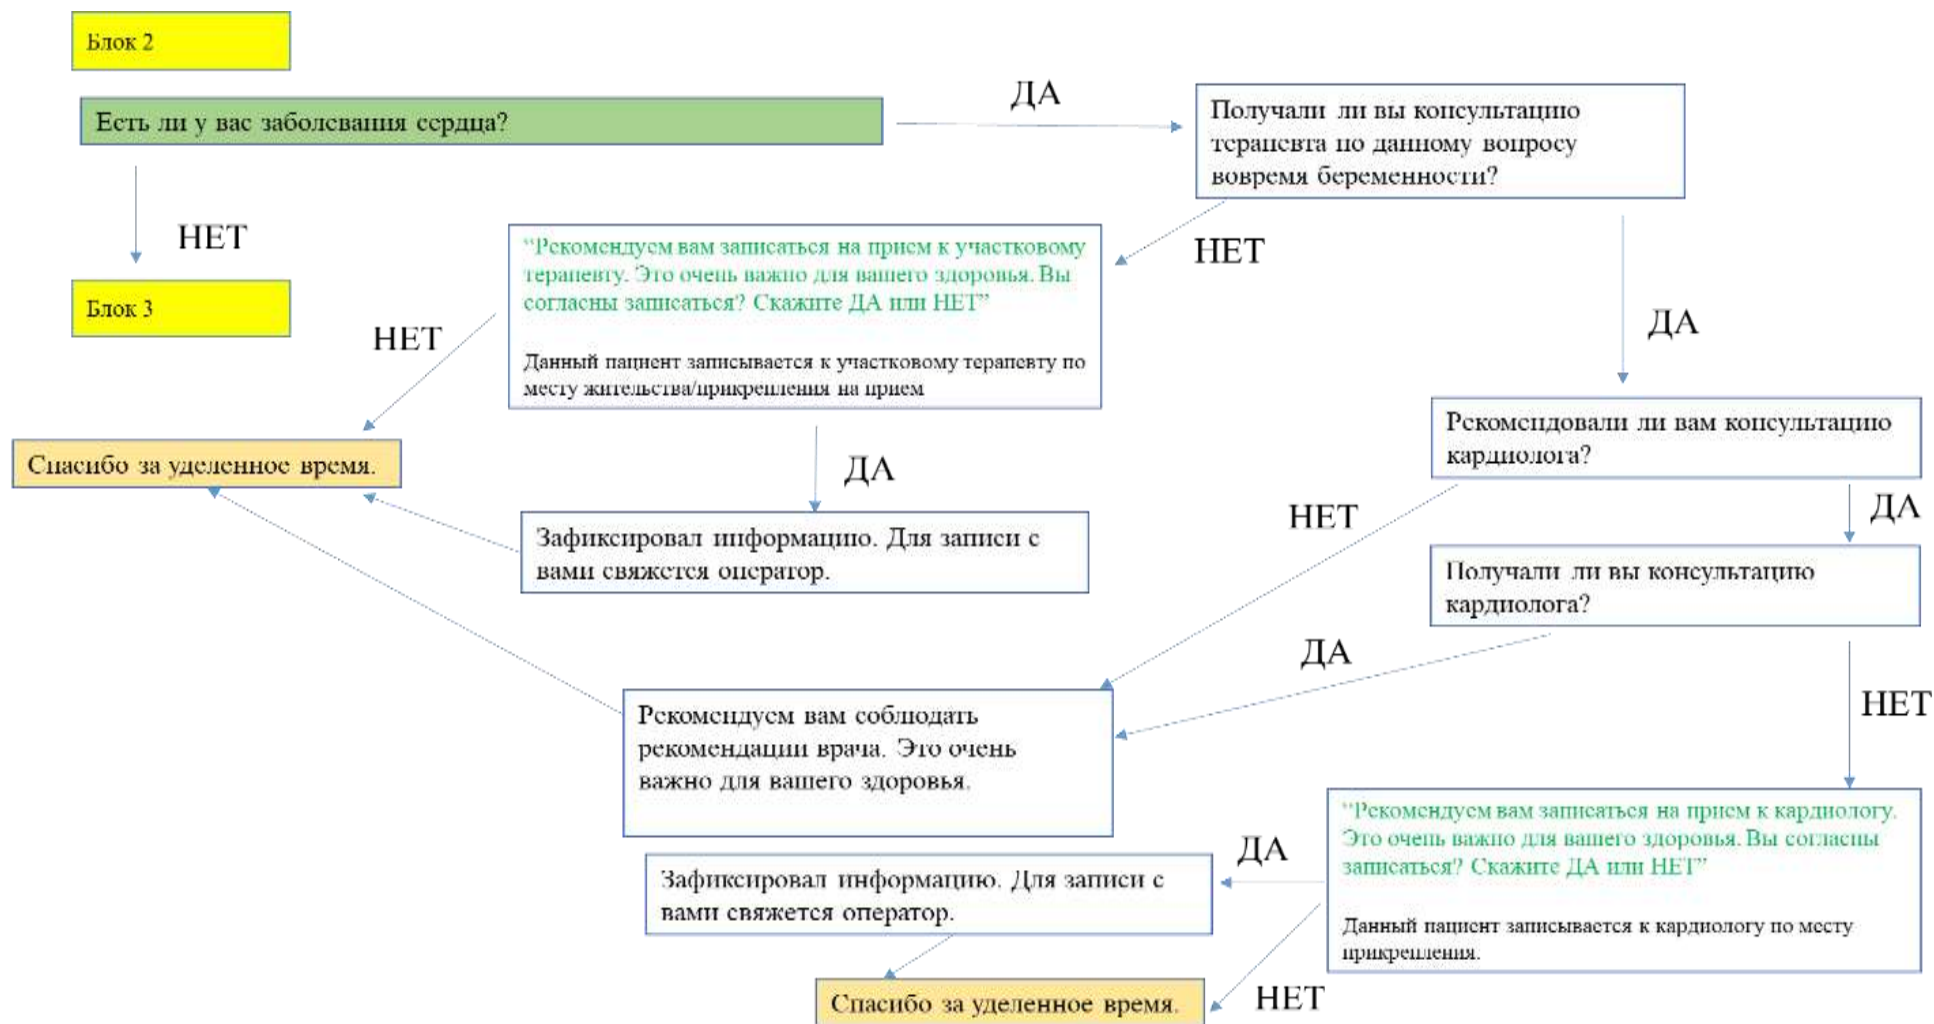 Блок 2
Есть ли у вас заболевания сердца?
ДА
Получали ли вы консультацию
терапевта по данному вопросу
вовремя беременности?
НЕТ
“Рекомендуем вам записаться на прием к участковому
терапевту. Это очень важно для вашего здоровья. Вы
согласны записаться? Скажите ДА или НЕТ”
Данный пациент записывается к участковому терапевту по
месту жительства/прикрепления на прием
НЕТ
Блок 3
НЕТ
ДА
Рекомендовали ли вам консультацию
кардиолога?
Спасибо за уделенное время.
ДА
Зафиксировал информацию. Для записи с
вами свяжется оператор.
НЕТ
ДА
Получали ли вы консультацию
кардиолога?
ДА
НЕТ
Рекомендуем вам соблюдать
рекомендации врача. Это очень
важно для вашего здоровья.
“Рекомендуем вам записаться на прием к кардиологу.
Это очень важно для вашего здоровья. Вы согласны
записаться? Скажите ДА или НЕТ”
Данный пациент записывается к кардиологу по месту
прикрепления.
ДА
Зафиксировал информацию. Для записи с
вами свяжется оператор.
НЕТ
Спасибо за уделенное время.